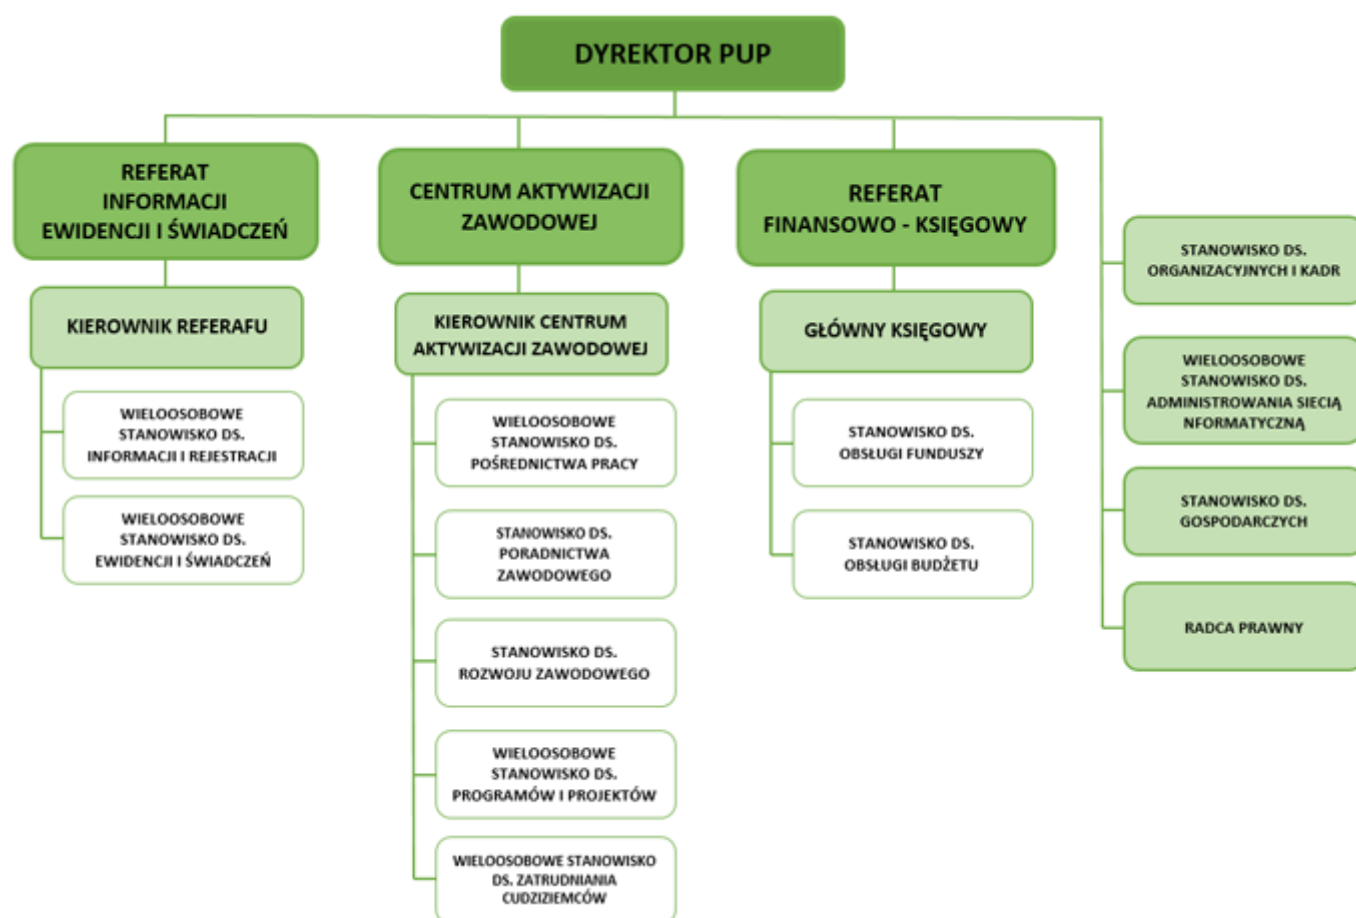 DYREKTOR PUP
REFERAT
INFORMACJI
EWIDENCJI I ŚWIADCZEŃ
KIEROWNIK REFERAFU
WIELOOSOBOWE
STANOWISKO DS.
INFORMACJI I REJESTRACJI
WIELOOSOBOWE
STANOWISKO DS.
EWIDENCJI I ŚWIADCZEŃ
CENTRUM AKTYWIZACJI
ZAWODOWEJ
KIEROWNIK CENTRUM
AKTYWIZACJI ZAWODOWEJ
WIELOOSOBOWE
STANOWISKO DS.
POŚREDNICTWA PRACY
STANOWISKO DS.
PORADNICTWA
ZAWODOWEGO
STANOWISKO DS.
ROZWOJU ZAWODOWEGO
WIELOOSOBOWE
STANOWISKO DS.
PROGRAMÓW I PROJEKTÓW
WIELOOSOBOWE STANOWISKO
DS. ZATRUDNIANIA
CUDZIZIEMCÓW
REFERAT
FINANSOWO - KSIĘGOWY
GŁÓWNY KSIĘGOWY
STANOWISKO DS.
OBSŁUGI FUNDUSZY
STANOWISKO DS.
OBSŁUGI BUDŻETU
STANOWISKO DS.
ORGANIZACYJNYCH I KADR
WIELOOSOBOWE
STANOWISKO DS.
ADMINISTROWANIA SIECIĄ
NFORMATYCZNĄ
STANOWISKO DS.
GOSPODARCZYCH
RADCA PRAWNY